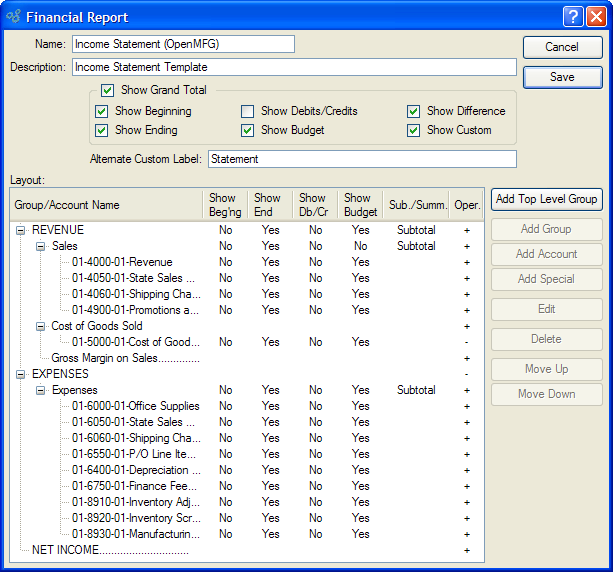 Financial Report
Name: Income Statement (OpenMFG) Cancel
Description: Income Statement Template Save
Show Grand Total
Show Beginning Show Debits/Credits Show Difference
Show Ending Show Budget Show Custom
Alternate Custom Label: Statement
Layout:
Group/Account Name Show Beg'ng Show End Show Db/Cr Show Budget Sub./Summ. Oper. Add Top Level Group
REVENUE No Yes No Yes Subtotal + Add Group
Sales No Yes No No Subtotal +
01-4000-01-Revenue No Yes No Yes + Add Account
01-4050-01-State Sales ... No Yes No Yes + Add Special
01-4060-01-Shipping Cha... No Yes No Yes +
01-4900-01-Promotions a... No Yes No Yes + Edit
Cost of Goods Sold +
01-5000-01-Cost of Good... No Yes No Yes - Delete
Gross Margin on Sales.............. + Move Up
EXPENSES -
Expenses No Yes No Yes Subtotal + Move Down
01-6000-01-Office Supplies No Yes No Yes +
01-6050-01-State Sales ... No Yes No Yes +
01-6060-01-Shipping Cha... No Yes No Yes +
01-6550-01-P/O Line Ite... No Yes No Yes +
01-6400-01-Depreciation ... No Yes No Yes +
01-6750-01-Finance Fee... No Yes No Yes +
01-8910-01-Inventory Adj... No Yes No Yes +
01-8920-01-Inventory Scr... No Yes No Yes +
01-8930-01-Manufacturin... No Yes No Yes +
NET INCOME.............................. +